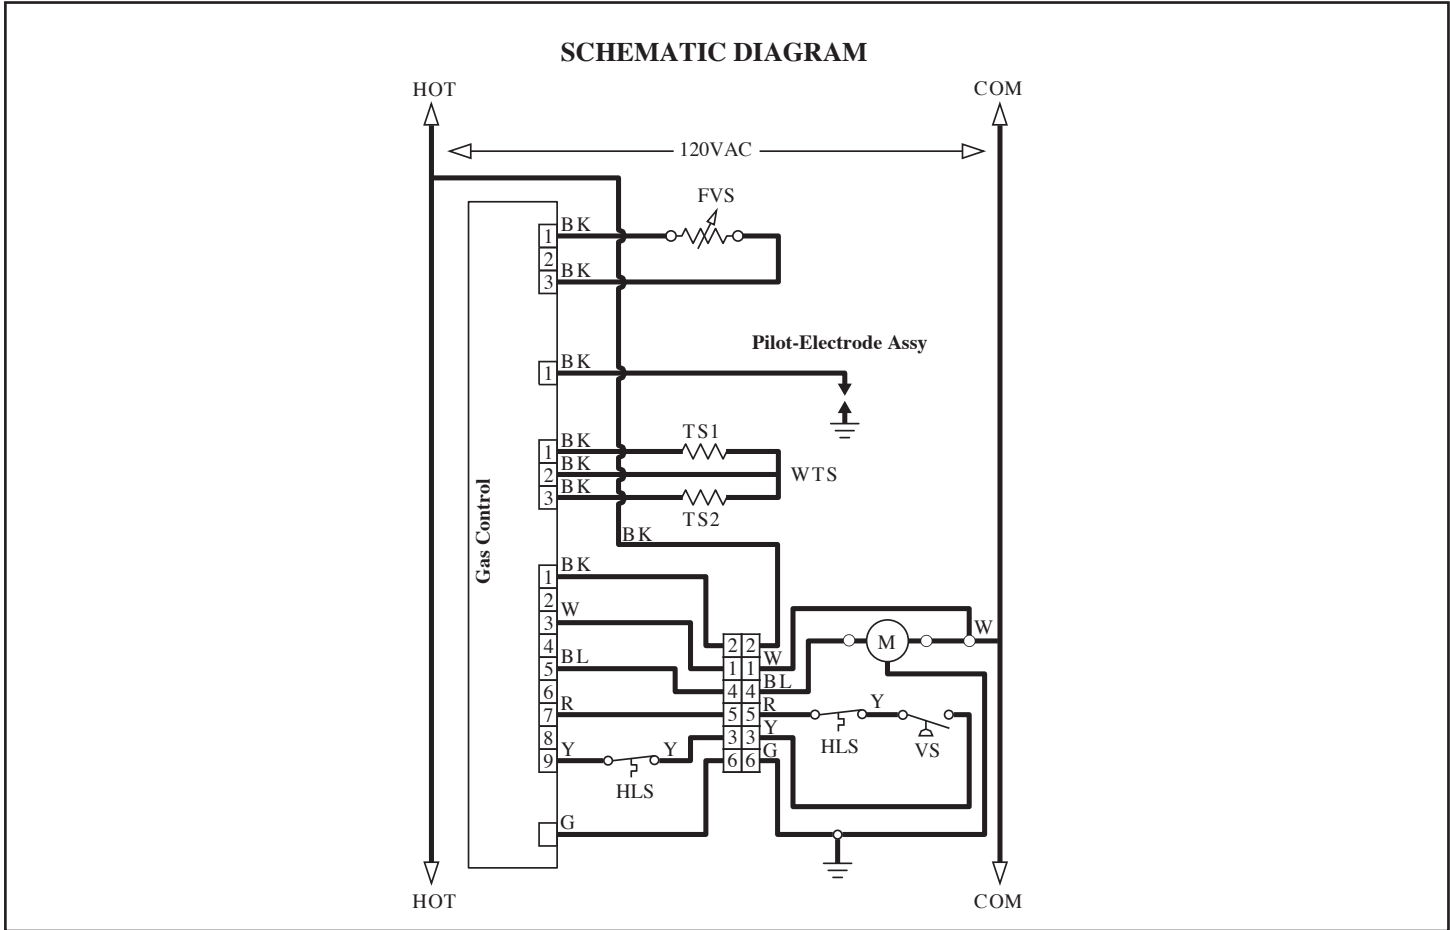 SCHEMATIC DIAGRAM
HOT
COM
120VAC
FVS
1 BK
2
3 BK
Pilot-Electrode Assy
1 BK
TS1
1 BK
2 BK
WTS
3 BK
TS2
BK
Gas Control
1 BK
2
3 W
4
5 BL
6
7 R
8
9 Y
Y
HLS
G
2 2
1 1 W
4 4 BL
5 5 R
3 3 Y
6 6 G
M
W
Y
HLS
VS
HOT
COM